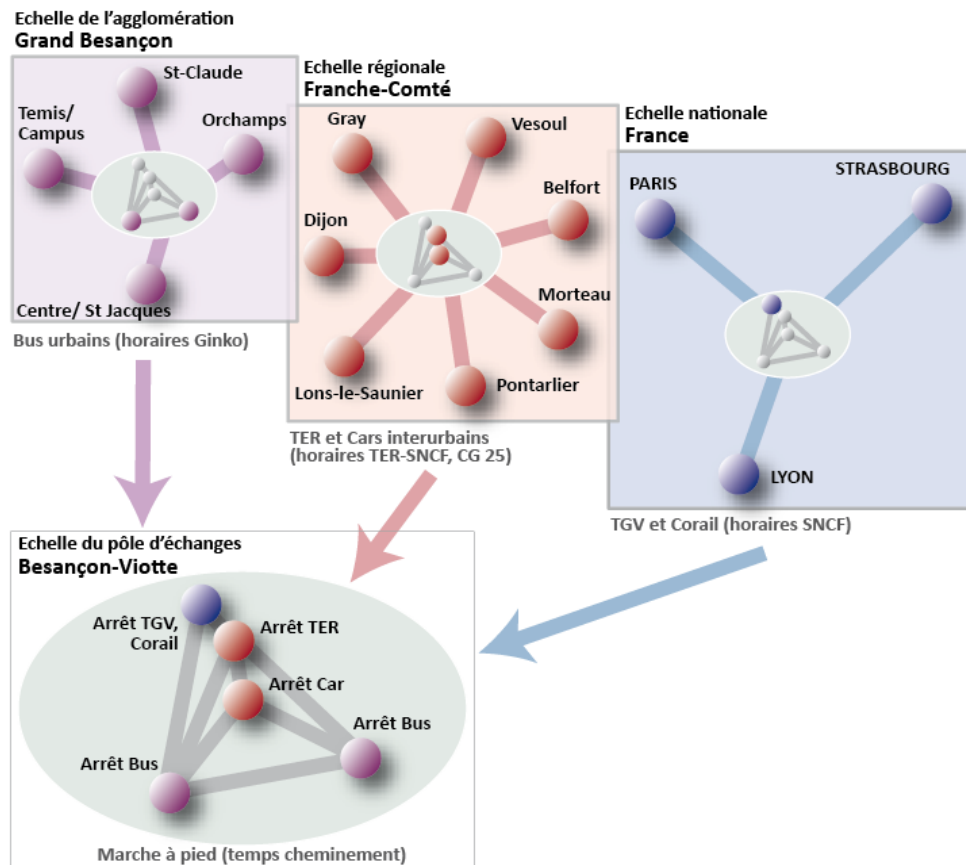 Echelle de l'agglomération
Grand Besançon
St-Claude
Temis/
Campus
Orchamps
Centre/ St Jacques
Bus urbains (horaires Ginko)
Echelle régionale
Franche-Comté
Gray
Vesoul
Belfort
Dijon
Morteau
Lons-le-Saunier
Pontarlier
TER et Cars interurbains
(horaires TER-SNCF, CG 25)
Echelle nationale
France
PARIS
STRASBOURG
LYON
TGV et Corail (horaires SNCF)
Echelle du pôle d'échanges
Besançon-Viotte
Arrêt TGV,
Corail
Arrêt TER
Arrêt Car
Arrêt Bus
Arrêt Bus
Marche à pied (temps cheminement)